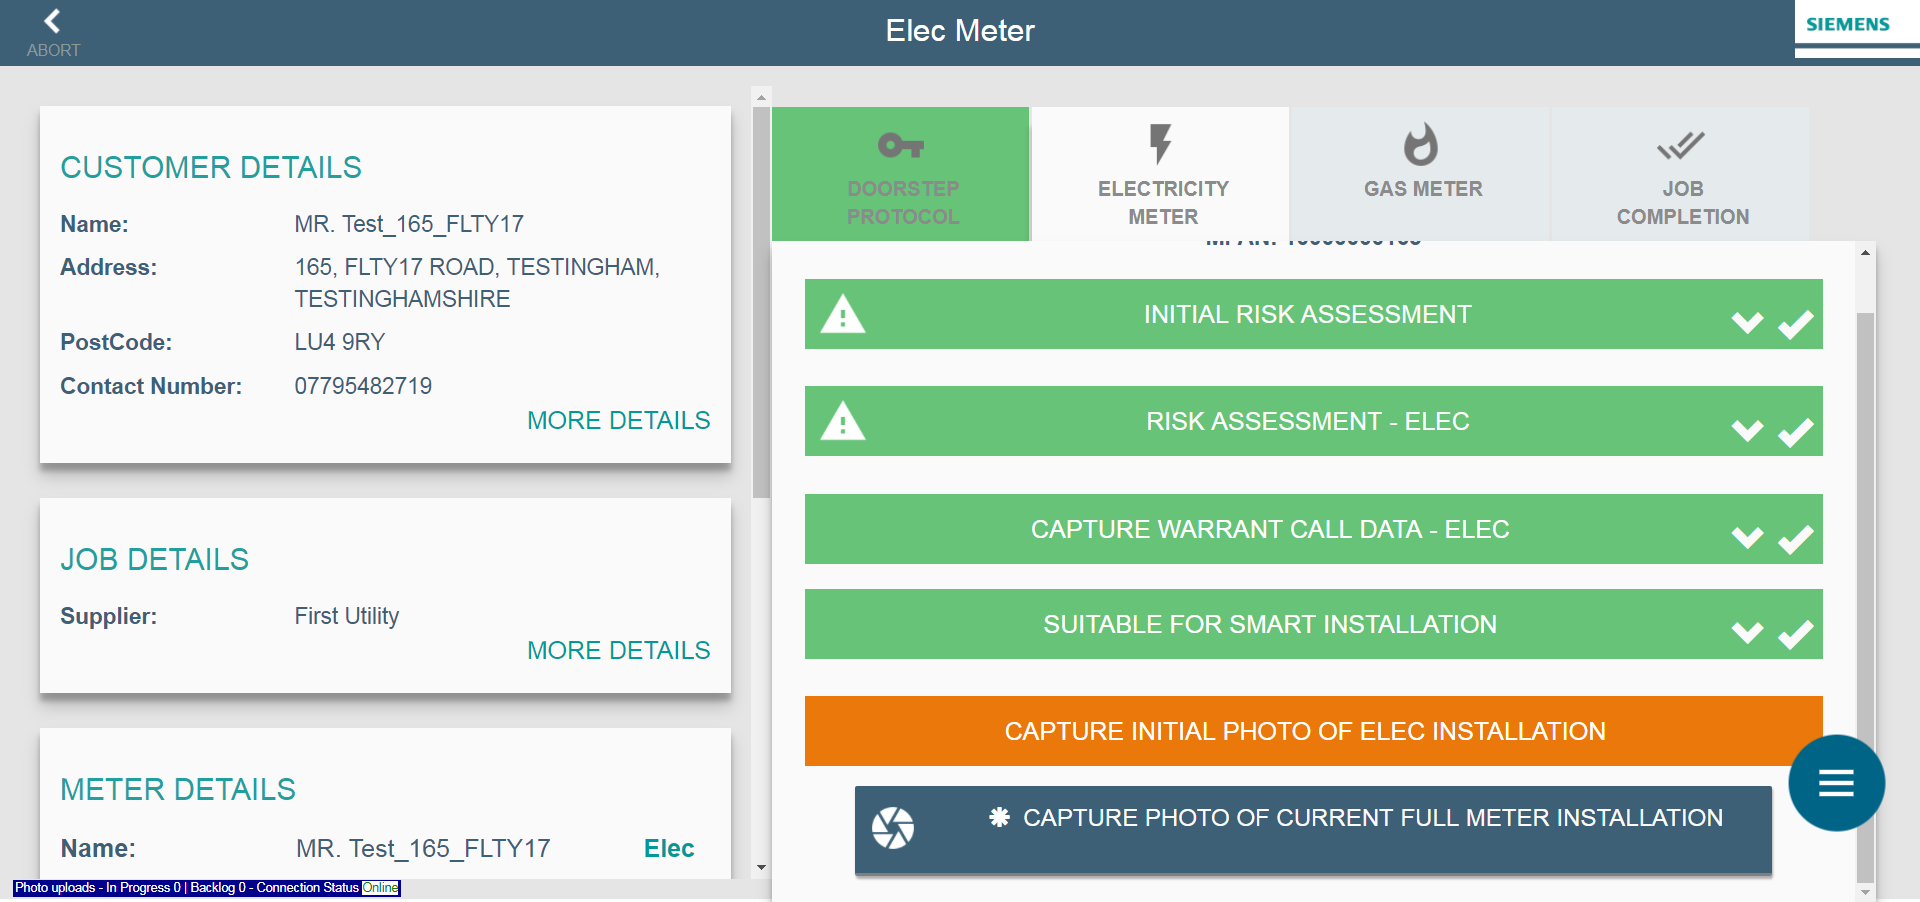 ABORT
Elec Meter
SIEMENS
CUSTOMER DETAILS
Name: MR. Test_165_FLTY17
Address: 165, FLTY17 ROAD, TESTINGHAM,
TESTINGHAMSHIRE
PostCode: LU4 9RY
Contact Number: 07795482719
MORE DETAILS
JOB DETAILS
Supplier: First Utility
MORE DETAILS
METER DETAILS
Name: MR. Test_165_FLTY17 Elec
Photo uploads - In Progress 0 | Backlog 0 - Connection Status Online
DOORSTEP
PROTOCOL
ELECTRICITY
METER
GAS METER
JOB
COMPLETION
INITIAL RISK ASSESSMENT
RISK ASSESSMENT - ELEC
CAPTURE WARRANT CALL DATA - ELEC
SUITABLE FOR SMART INSTALLATION
CAPTURE INITIAL PHOTO OF ELEC INSTALLATION
✱ CAPTURE PHOTO OF CURRENT FULL METER INSTALLATION